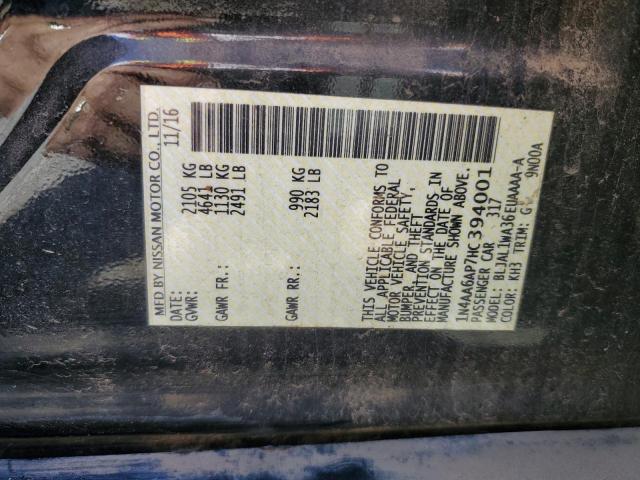 MFD BY NISSAN MOTOR CO., LTD.
DATE: 11/16
GVWR: 2105 KG
4641 LB
GAWR FR.: 1130 KG
2491 LB
GAWR RR.: 990 KG
2183 LB
THIS VEHICLE CONFORMS TO
ALL APPLICABLE FEDERAL
MOTOR VEHICLE SAFETY,
BUMPER, AND THEFT
PREVENTION STANDARDS IN
EFFECT ON THE DATE OF
MANUFACTURE SHOWN ABOVE.
1N4AA6AP7HC394001
PASSENGER CAR 317
MODEL: BLJALIWA36EUAAAA-A
COLOR: KH3 TRIM: G 9N00A